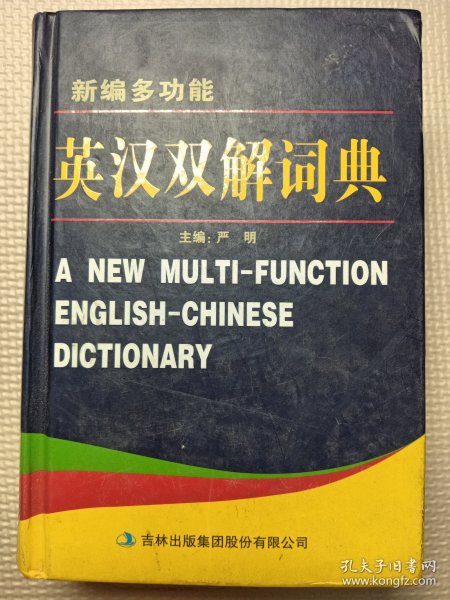 新编多功能
英汉双解词典
主编：严 明
A NEW MULTI-FUNCTION
ENGLISH-CHINESE
DICTIONARY
吉林出版集团股份有限公司
孔夫子旧书网
www.kongfz.com